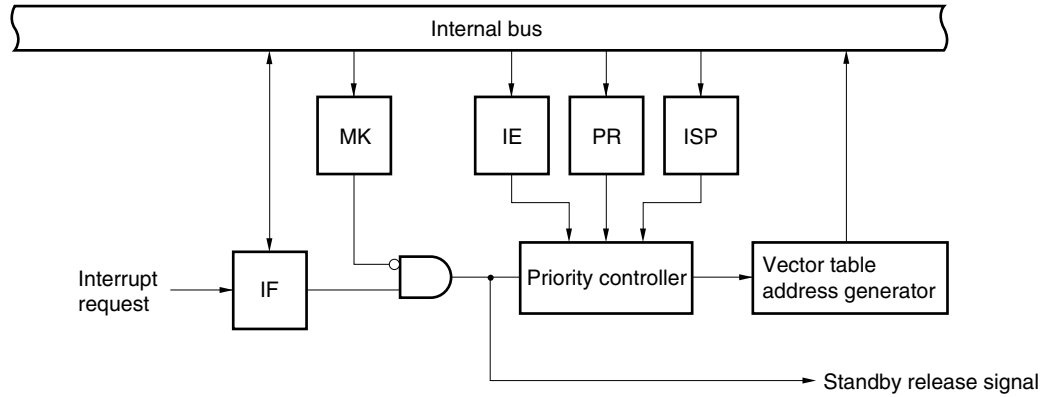 Internal bus
MK
IE
PR
ISP
Interrupt
request
IF
Priority controller
Vector table
address generator
Standby release signal